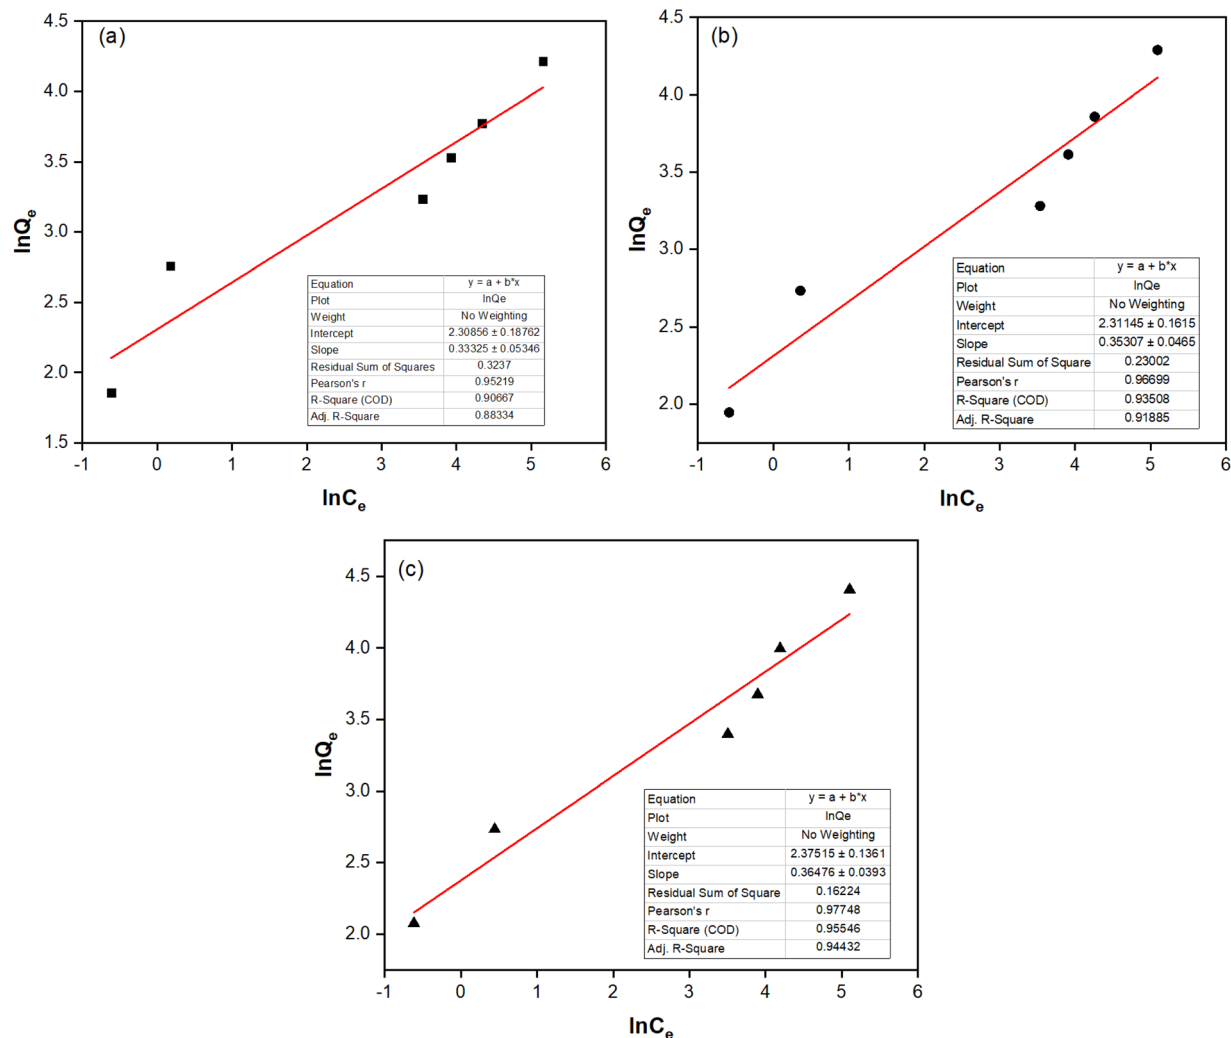 (a)
4.5
4.0
3.5
3.0
2.5
2.0
1.5
lnQe
-1 0 1 2 3 4 5 6
lnCe
Equation y = a + b*x
Plot lnQe
Weight No Weighting
Intercept 2.30856 ± 0.18762
Slope 0.33325 ± 0.05346
Residual Sum of Squares 0.3237
Pearson's r 0.95219
R-Square (COD) 0.90667
Adj. R-Square 0.88334
(b)
4.5
4.0
3.5
3.0
2.5
2.0
lnQe
-1 0 1 2 3 4 5 6
lnCe
Equation y = a + b*x
Plot lnQe
Weight No Weighting
Intercept 2.31145 ± 0.1615
Slope 0.35307 ± 0.0465
Residual Sum of Square 0.23002
Pearson's r 0.96699
R-Square (COD) 0.93508
Adj. R-Square 0.91885
(c)
4.5
4.0
3.5
3.0
2.5
2.0
lnQe
-1 0 1 2 3 4 5 6
lnCe
Equation y = a + b*x
Plot lnQe
Weight No Weighting
Intercept 2.37515 ± 0.1361
Slope 0.36476 ± 0.0393
Residual Sum of Square 0.16224
Pearson's r 0.97748
R-Square (COD) 0.95546
Adj. R-Square 0.94432